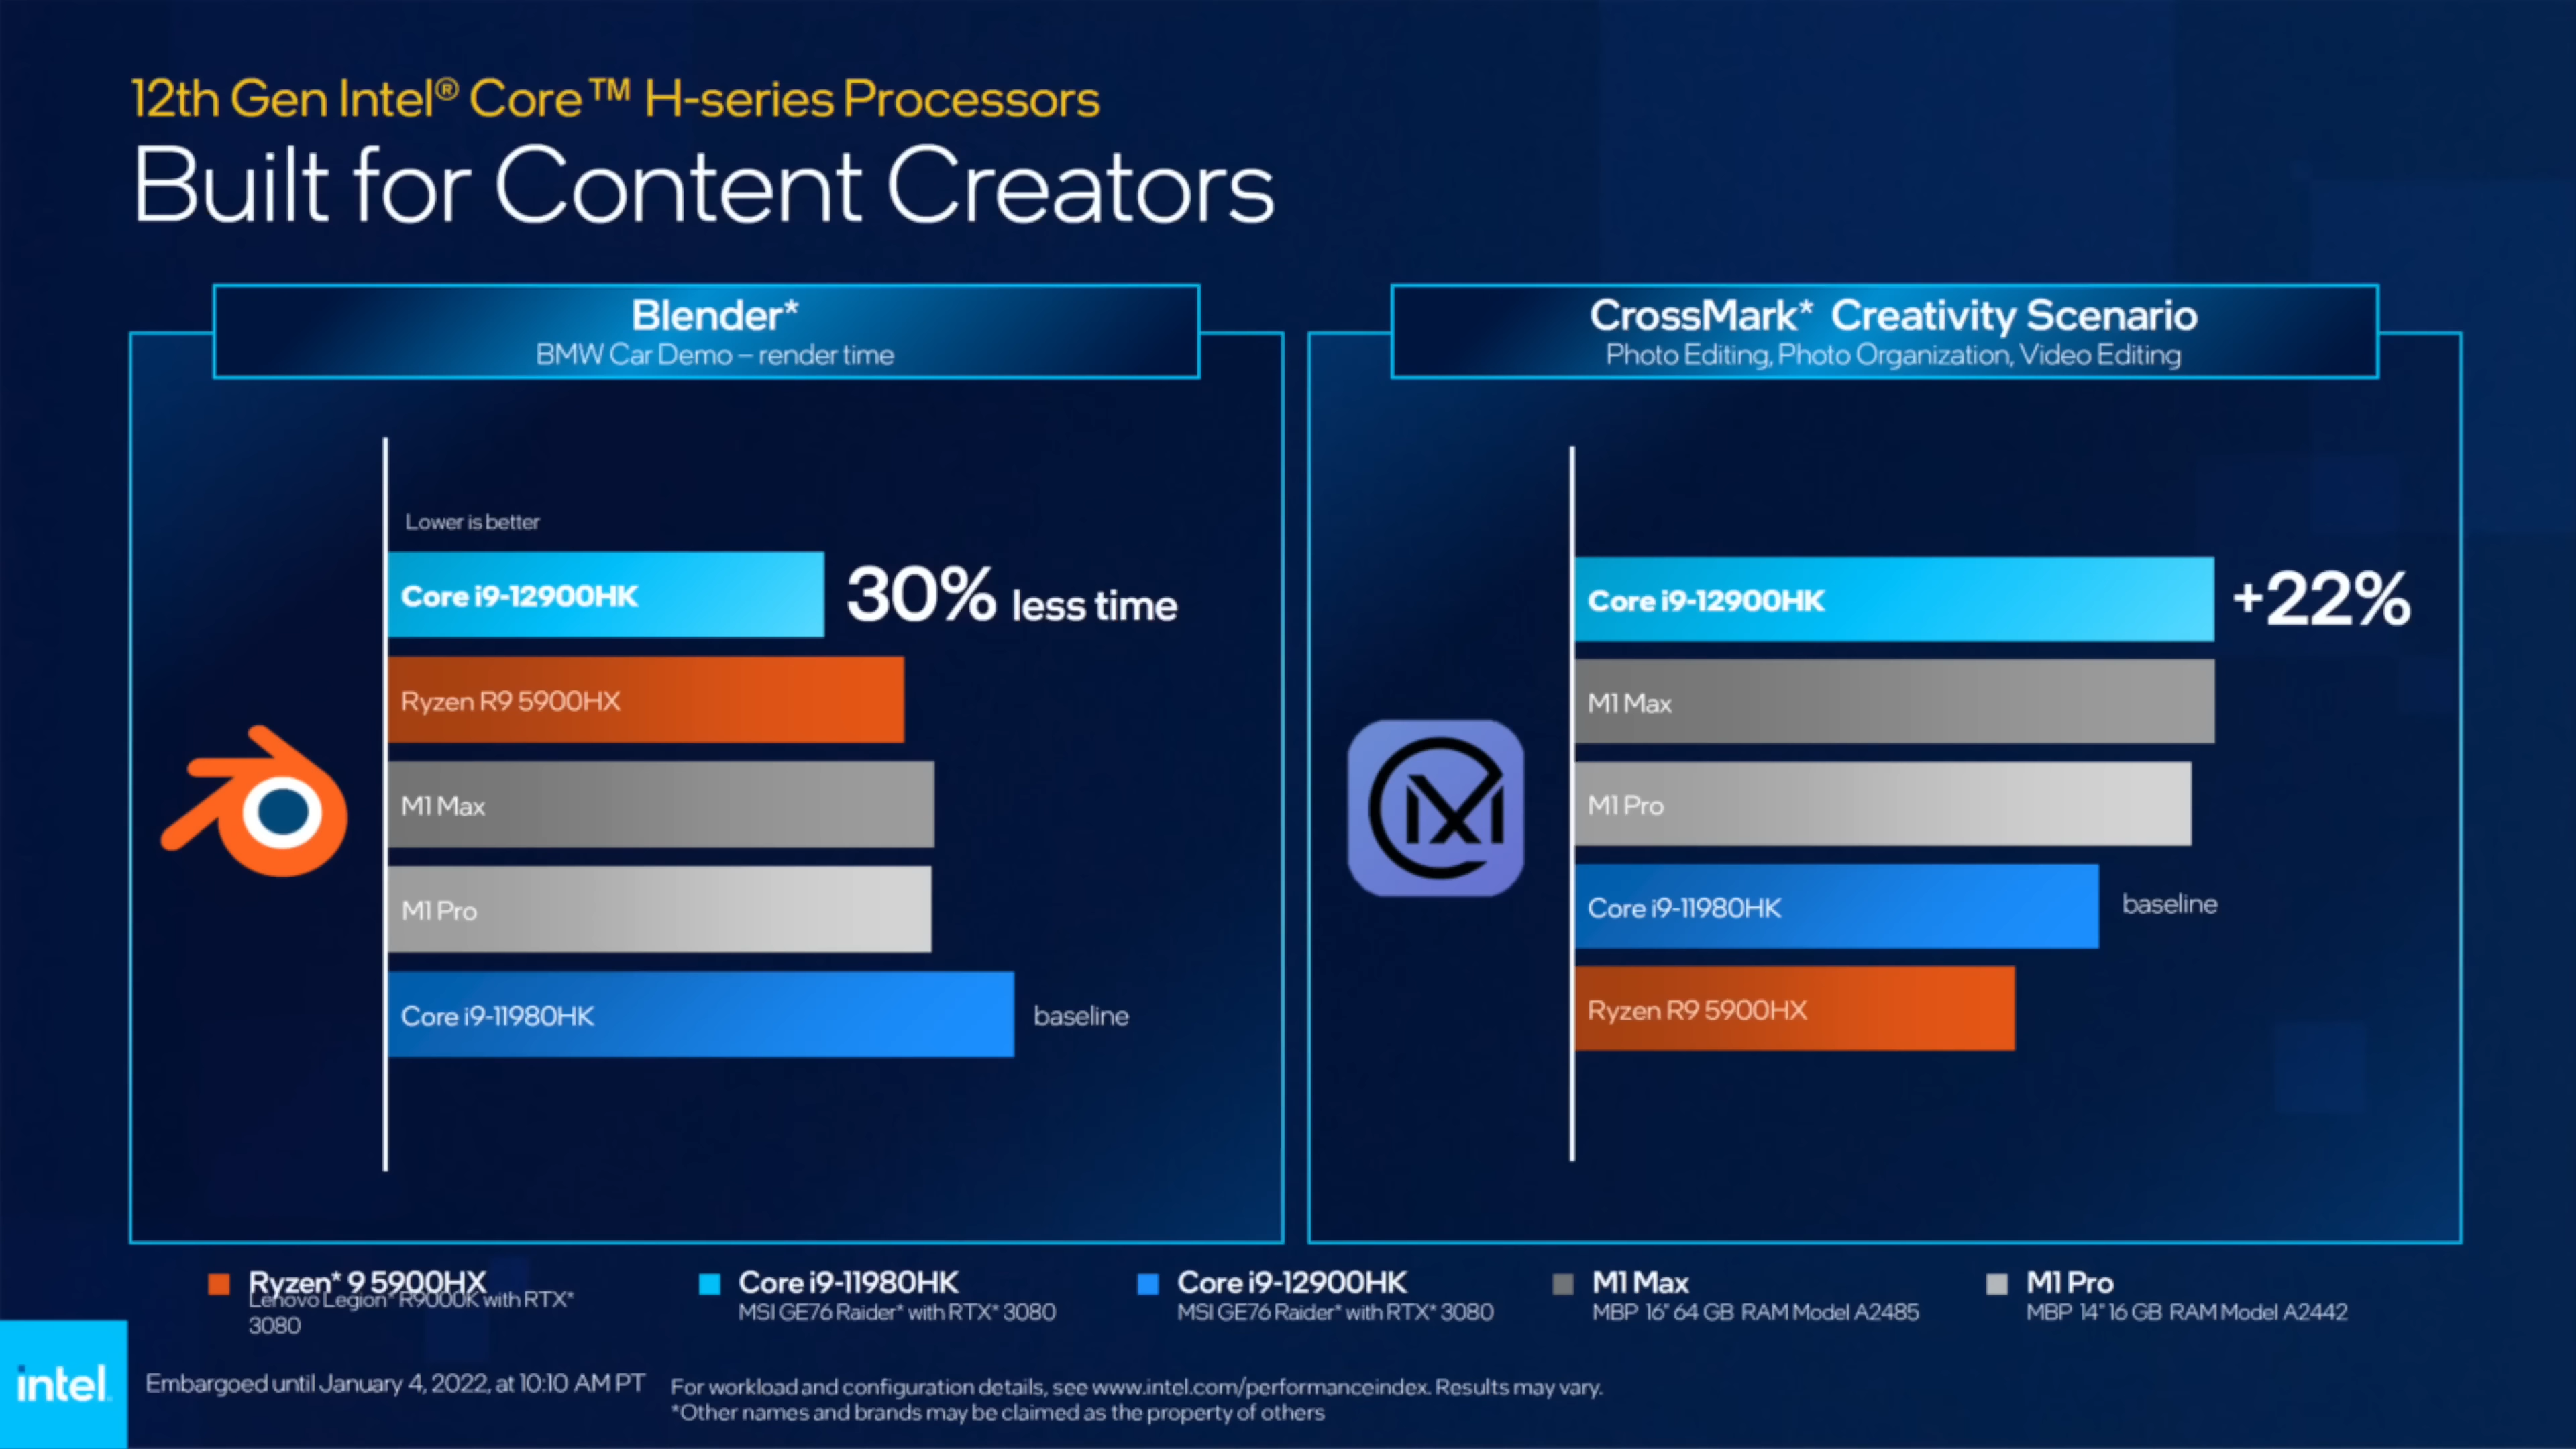 12th Gen Intel® Core™ H-series Processors
Built for Content Creators
Blender*
BMW Car Demo – render time
Lower is better
Core i9-12900HK
30% less time
Ryzen R9 5900HX
M1 Max
M1 Pro
Core i9-11980HK
baseline
CrossMark* Creativity Scenario
Photo Editing, Photo Organization, Video Editing
Core i9-12900HK
+22%
M1 Max
M1 Pro
Core i9-11980HK
baseline
Ryzen R9 5900HX
Ryzen* 9 5900HX
Lenovo Legion* R9000K with RTX*
3080
Core i9-11980HK
MSI GE76 Raider* with RTX* 3080
Core i9-12900HK
MSI GE76 Raider* with RTX* 3080
M1 Max
MBP 16" 64 GB RAM Model A2485
M1 Pro
MBP 14" 16 GB RAM Model A2442
intel.
Embargoed until January 4, 2022, at 10:10 AM PT
For workload and configuration details, see www.intel.com/performanceindex. Results may vary.
*Other names and brands may be claimed as the property of others